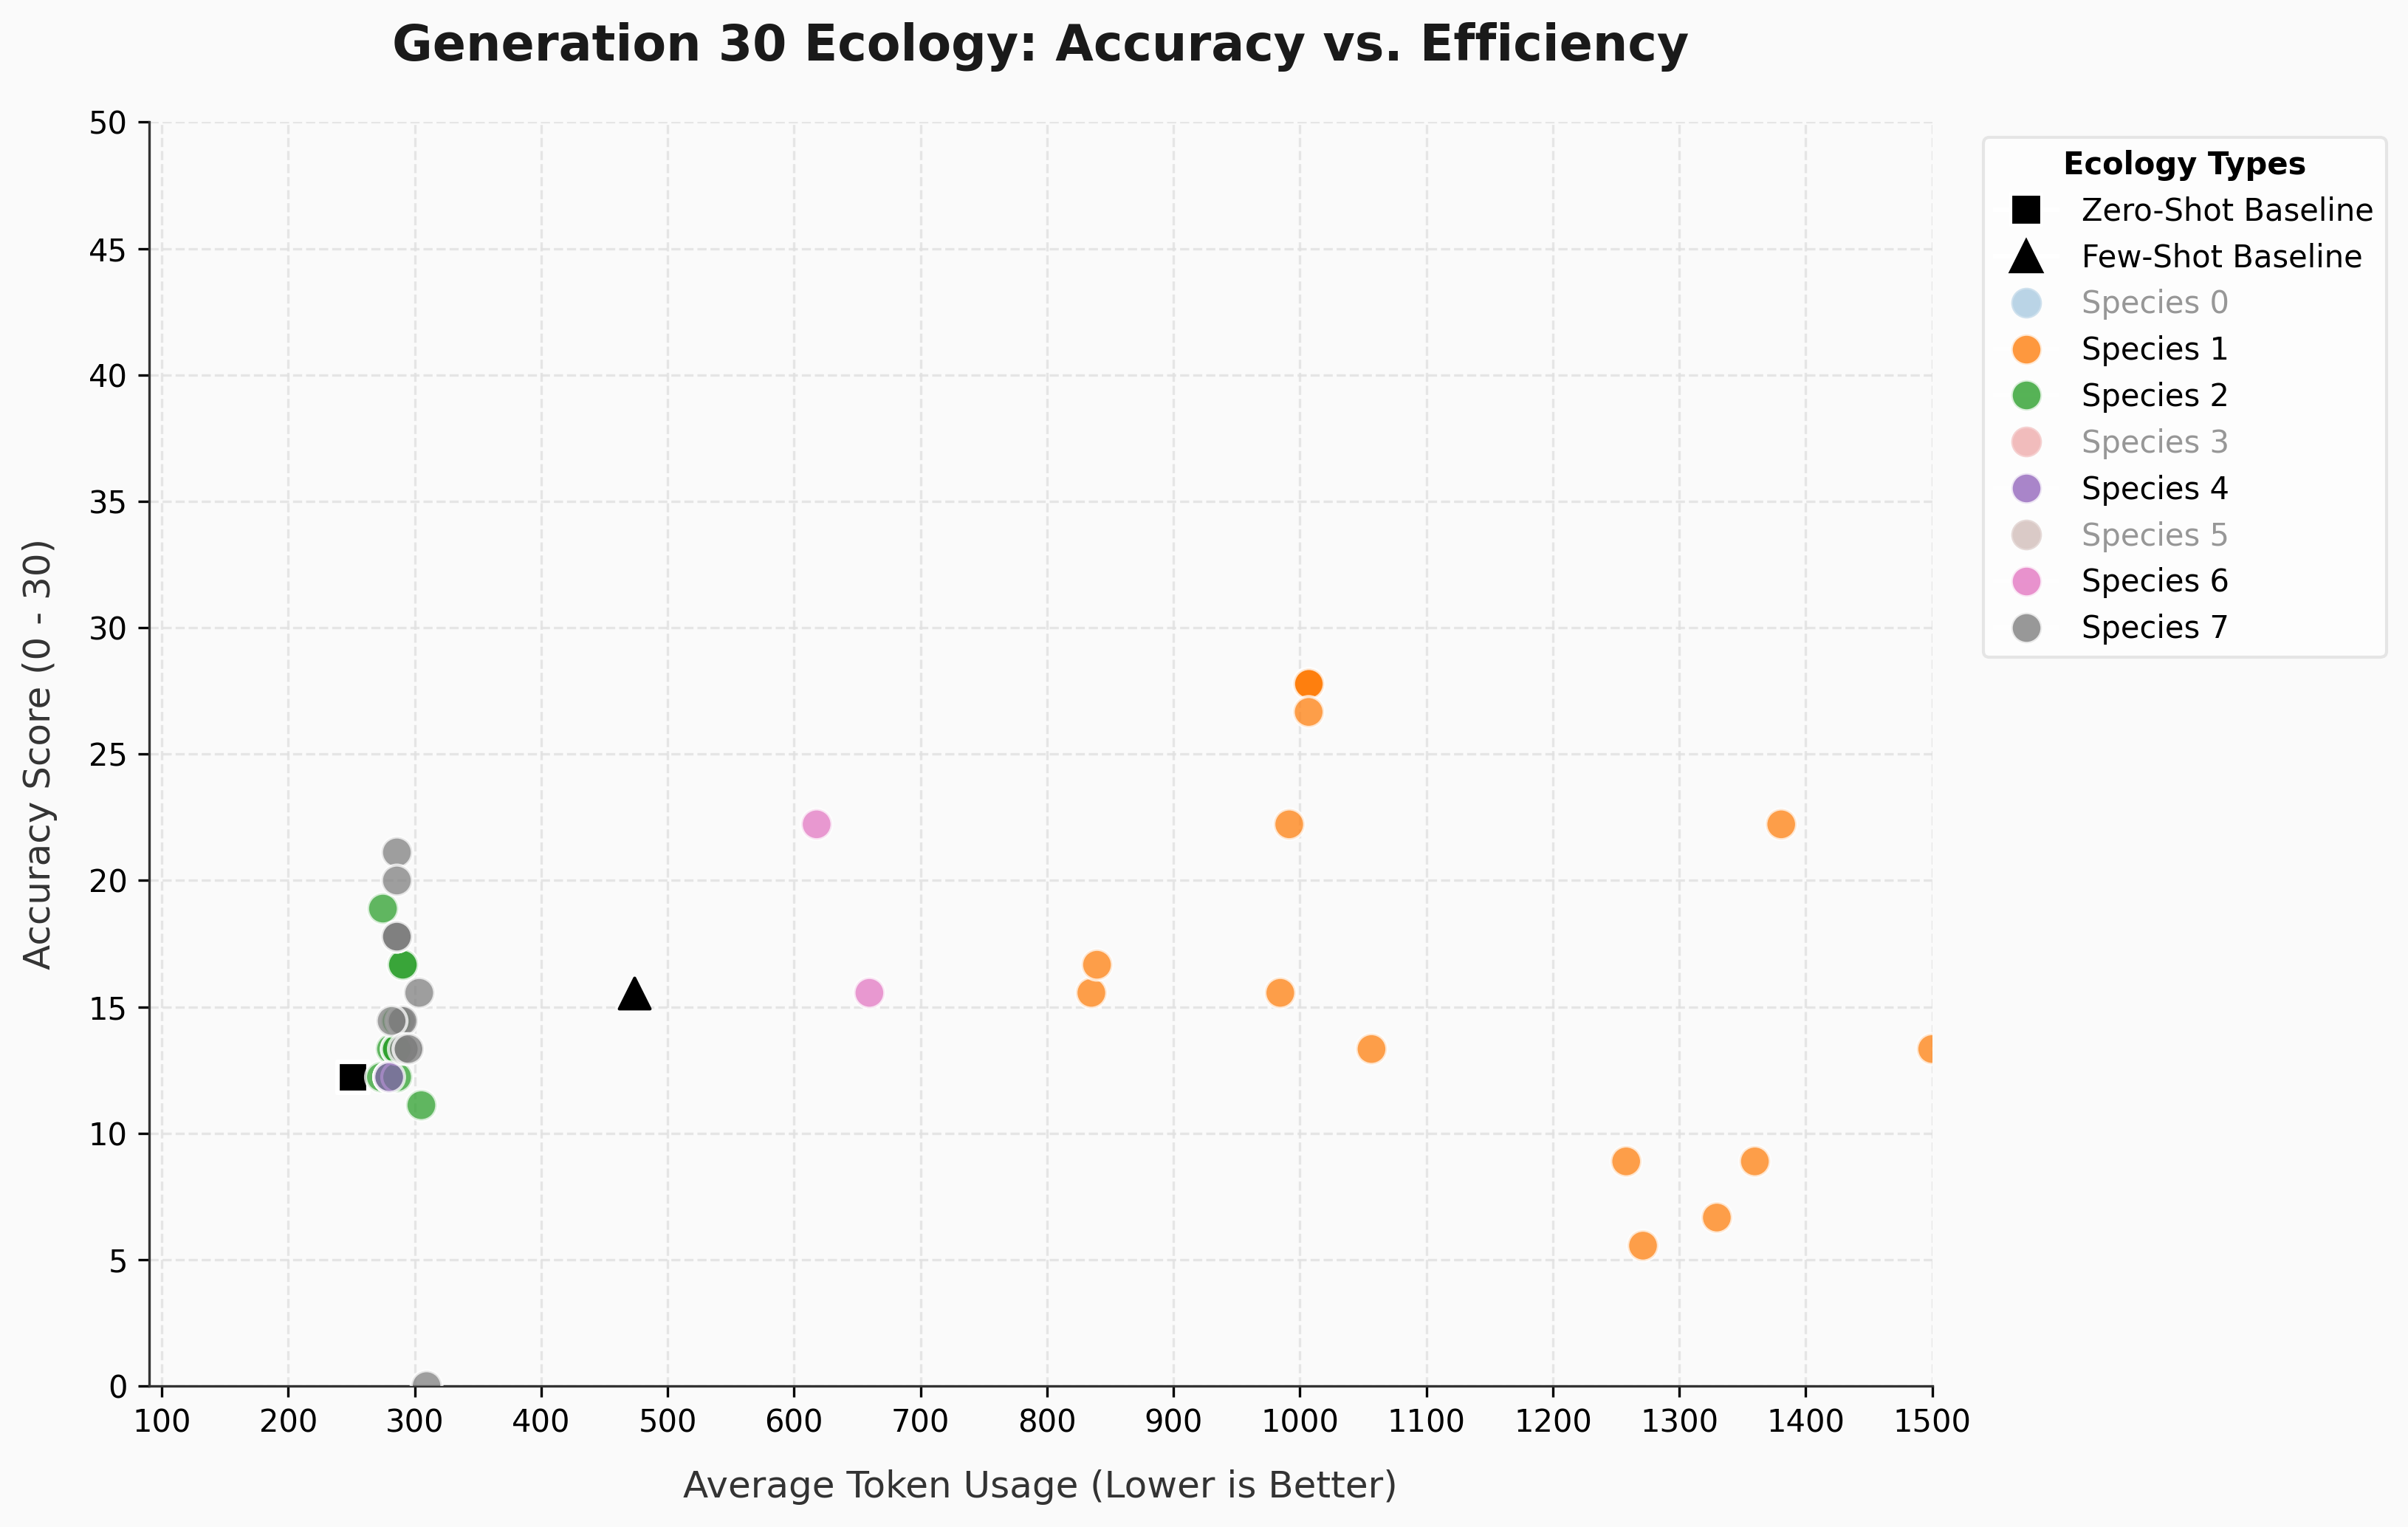 Generation 30 Ecology: Accuracy vs. Efficiency
Accuracy Score (0 - 30)
50
45
40
35
30
25
20
15
10
5
0
100 200 300 400 500 600 700 800 900 1000 1100 1200 1300 1400 1500
Average Token Usage (Lower is Better)
Ecology Types
Zero-Shot Baseline
Few-Shot Baseline
Species 0
Species 1
Species 2
Species 3
Species 4
Species 5
Species 6
Species 7